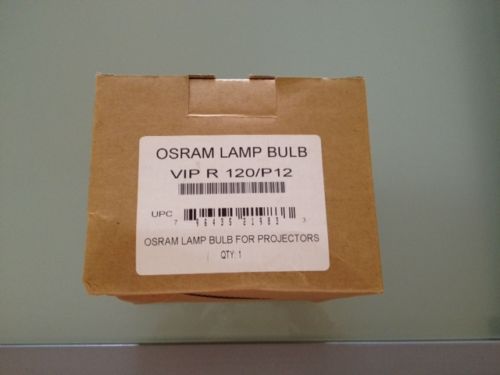 OSRAM LAMP BULB
VIP R 120/P12
UPC
OSRAM LAMP BULB FOR PROJECTORS
QTY: 1